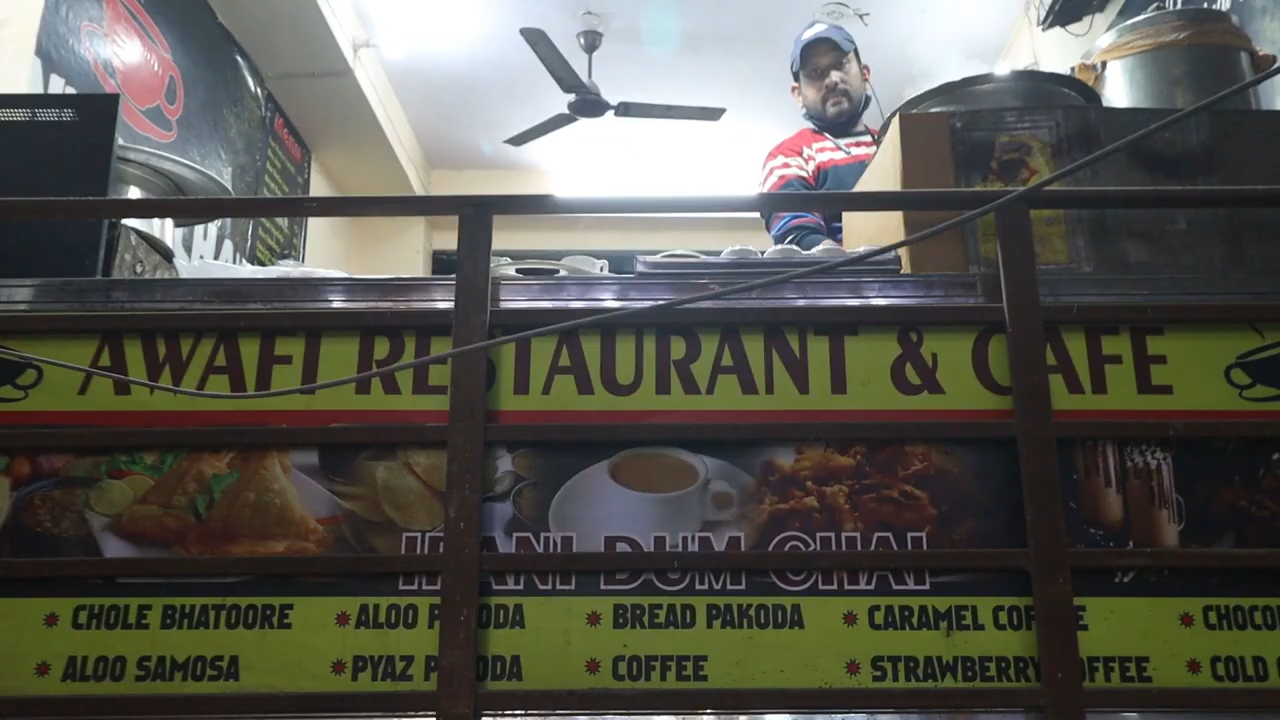 AWAFI RESTAURANT & CAFE
IRANI DUM CHAI
CHOLE BHATOORE ALOO PAKODA BREAD PAKODA CARAMEL COFFEE CHOCO
ALOO SAMOSA PYAZ PAKODA COFFEE STRAWBERRY COFFEE COLD